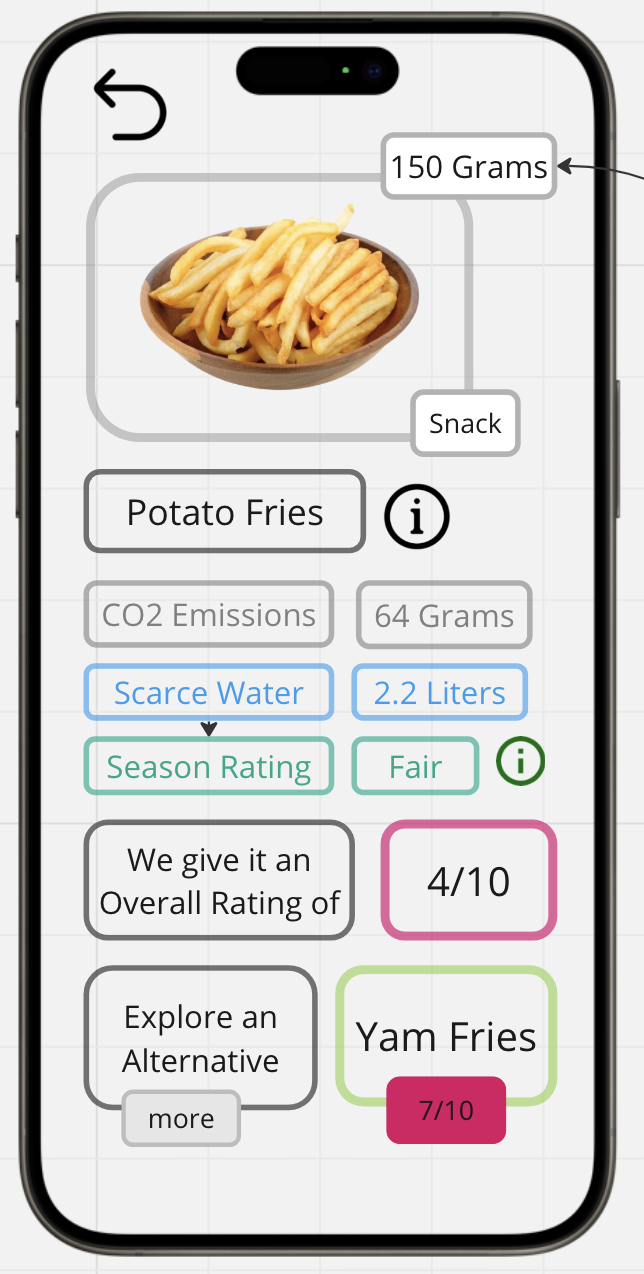 150 Grams
Snack
Potato Fries
i
CO2 Emissions
64 Grams
Scarce Water
2.2 Liters
Season Rating
Fair
i
We give it an
Overall Rating of
4/10
Explore an
Alternative
more
Yam Fries
7/10